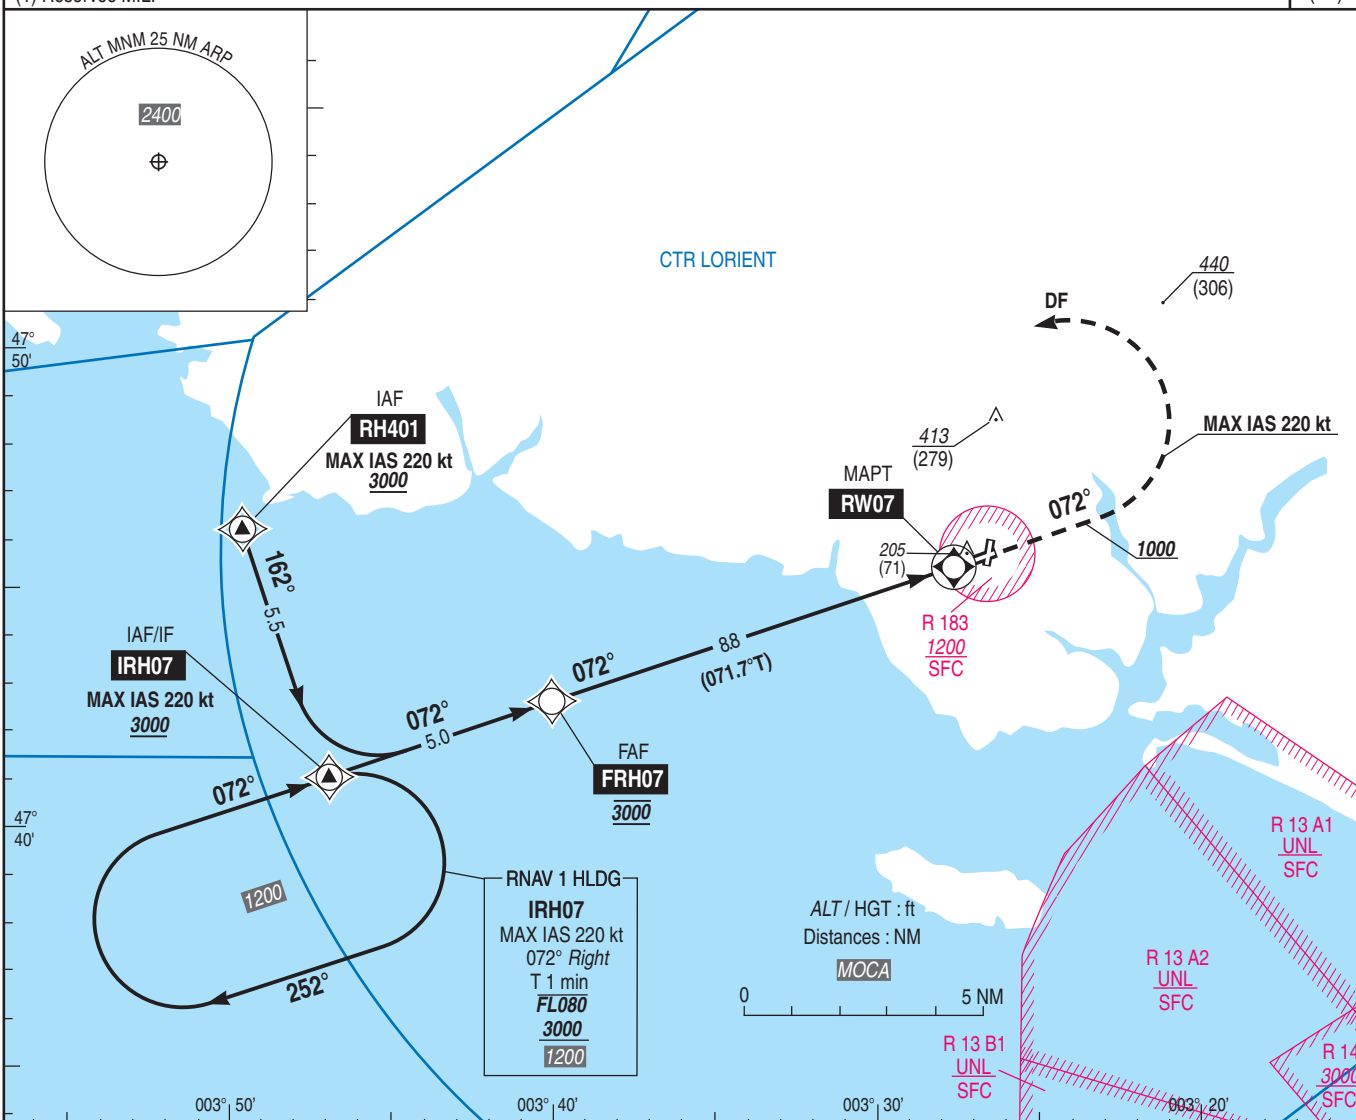 ALT MNM 25 NM ARP
2400
CTR LORIENT
440
(306)
DF
47°
50'
IAF
RH401
MAX IAS 220 kt
3000
413
(279)
MAX IAS 220 kt
MAPT
RW07
072°
1000
205
(71)
162°
5.5
R 183
1200
SFC
IAF/IF
IRH07
MAX IAS 220 kt
3000
072°
8.8
(071.7°T)
072°
5.0
FAF
FRH07
3000
072°
47°
40'
R 13 A1
UNL
SFC
1200
252°
RNAV 1 HLDG
IRH07
MAX IAS 220 kt
072° Right
T 1 min
FL080
3000
1200
ALT / HGT : ft
Distances : NM
MOCA
0 5 NM
R 13 A2
UNL
SFC
R 13 B1
UNL
SFC
R 14
3000
SFC
003° 50'
003° 40'
003° 30'
003° 20'